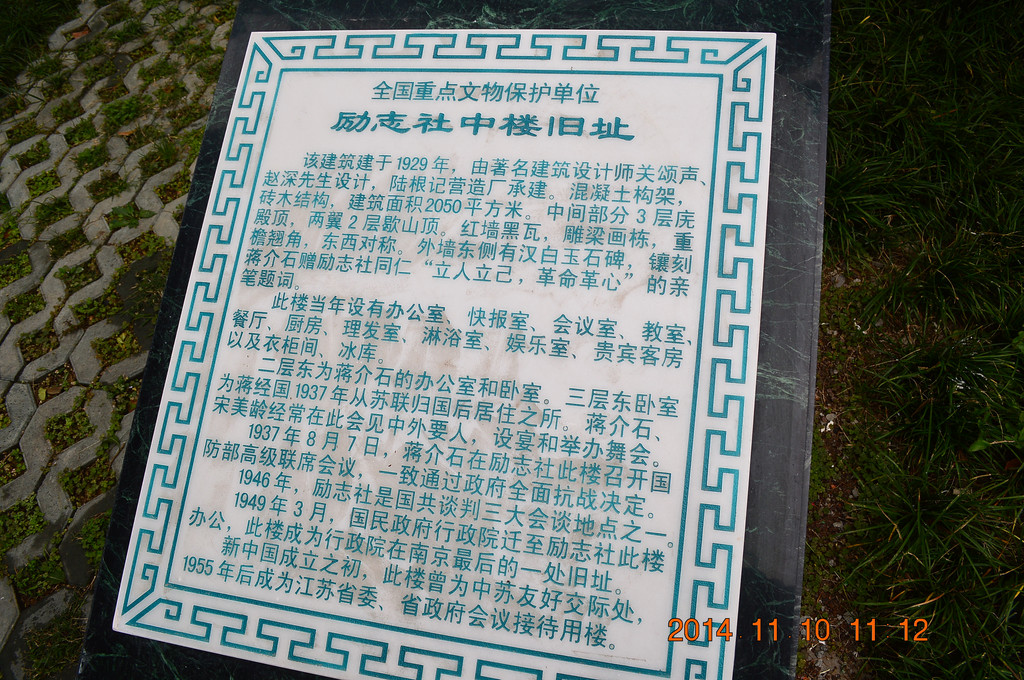 全国重点文物保护单位
励志社中楼旧址
该建筑建于1929年，由著名建筑设计师关颂声、
赵深先生设计，陆根记营造厂承建。混凝土构架，
砖木结构，建筑面积2050平方米。中间部分3层庑
殿顶，两翼2层歇山顶。红墙黑瓦，雕梁画栋，重
檐翘角，东西对称。外墙东侧有汉白玉石碑，镶刻
蒋介石赠励志社同仁“立人立己，革命革心”的亲
笔题词。
此楼当年设有办公室、快报室、会议室、教室、
餐厅、厨房、理发室、淋浴室、娱乐室、贵宾客房
以及衣柜间、冰库。
二层东为蒋介石的办公室和卧室。三层东卧室
为蒋经国1937年从苏联归国后居住之所。蒋介石、
宋美龄经常在此会见中外要人，设宴和举办舞会。
1937年8月7日，蒋介石在励志社此楼召开国
防部高级联席会议，一致通过政府全面抗战决定。
1946年，励志社是国共谈判三大会谈地点之一。
1949年3月，国民政府行政院迁至励志社此楼
办公，此楼成为行政院在南京最后的一处旧址。
新中国成立之初，此楼曾为中苏友好交际处，
1955年后成为江苏省委、省政府会议接待用楼。
2014 11 10 11 12